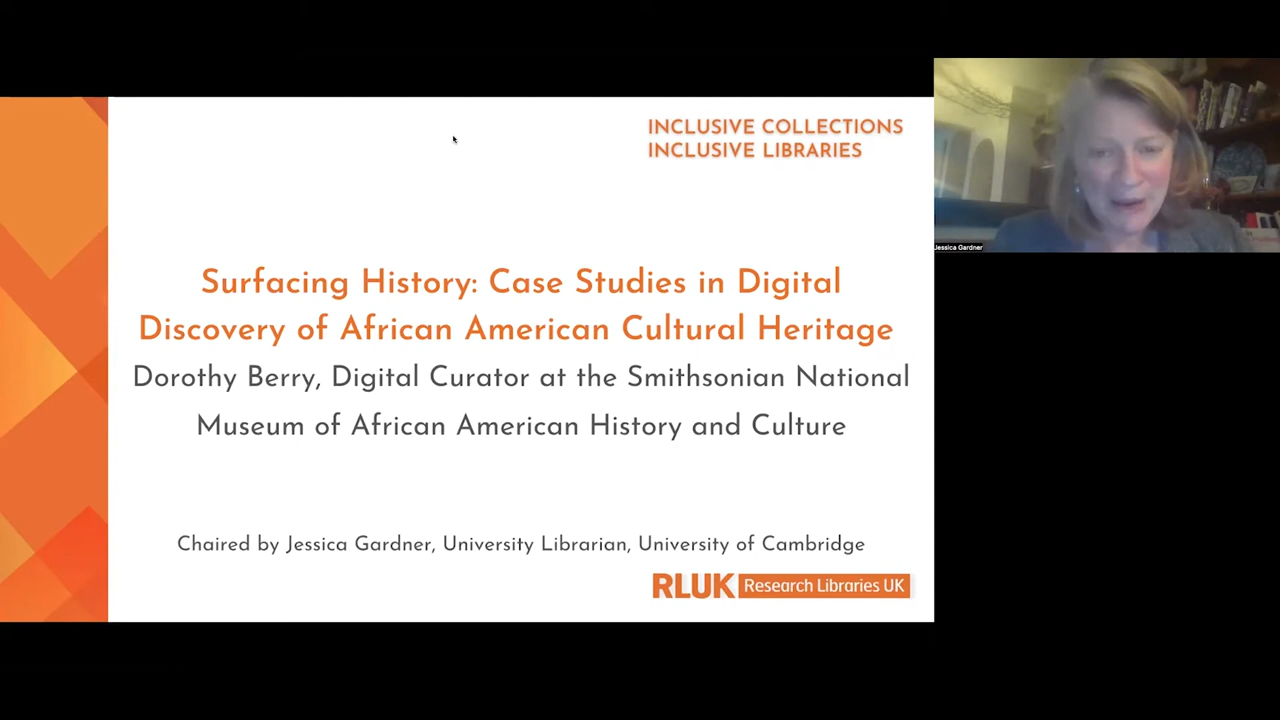 INCLUSIVE COLLECTIONS
INCLUSIVE LIBRARIES
Surfacing History: Case Studies in Digital
Discovery of African American Cultural Heritage
Dorothy Berry, Digital Curator at the Smithsonian National
Museum of African American History and Culture
Chaired by Jessica Gardner, University Librarian, University of Cambridge
RLUK Research Libraries UK
Jessica Gardner